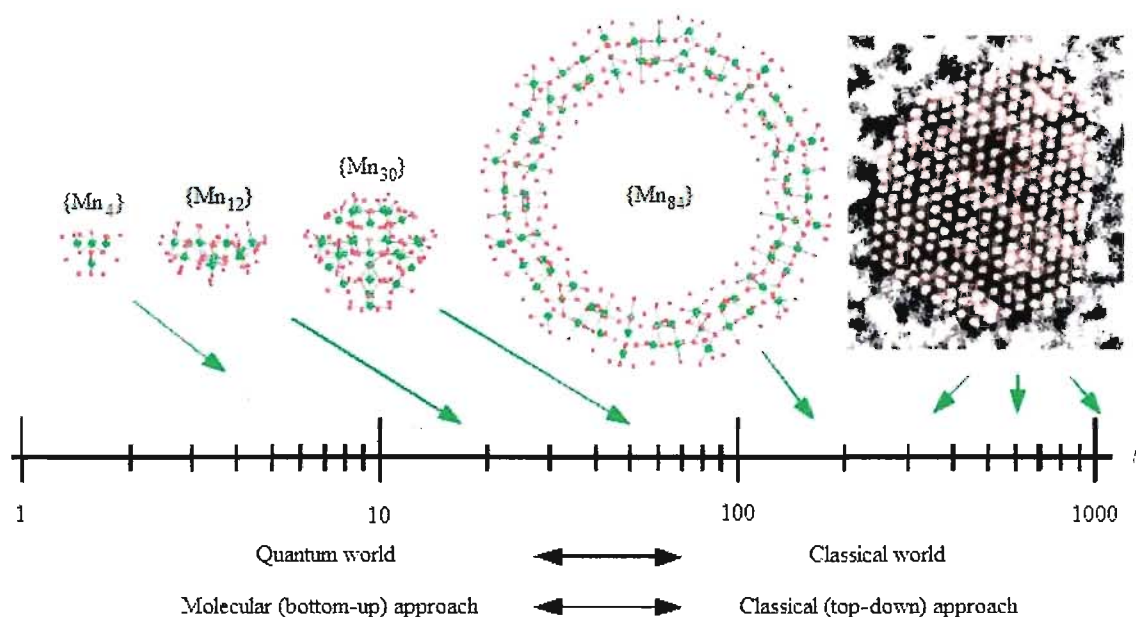 {Mn4}
{Mn12}
{Mn30}
{Mn84}
1
10
100
1000
Quantum world
Classical world
Molecular (bottom-up) approach
Classical (top-down) approach